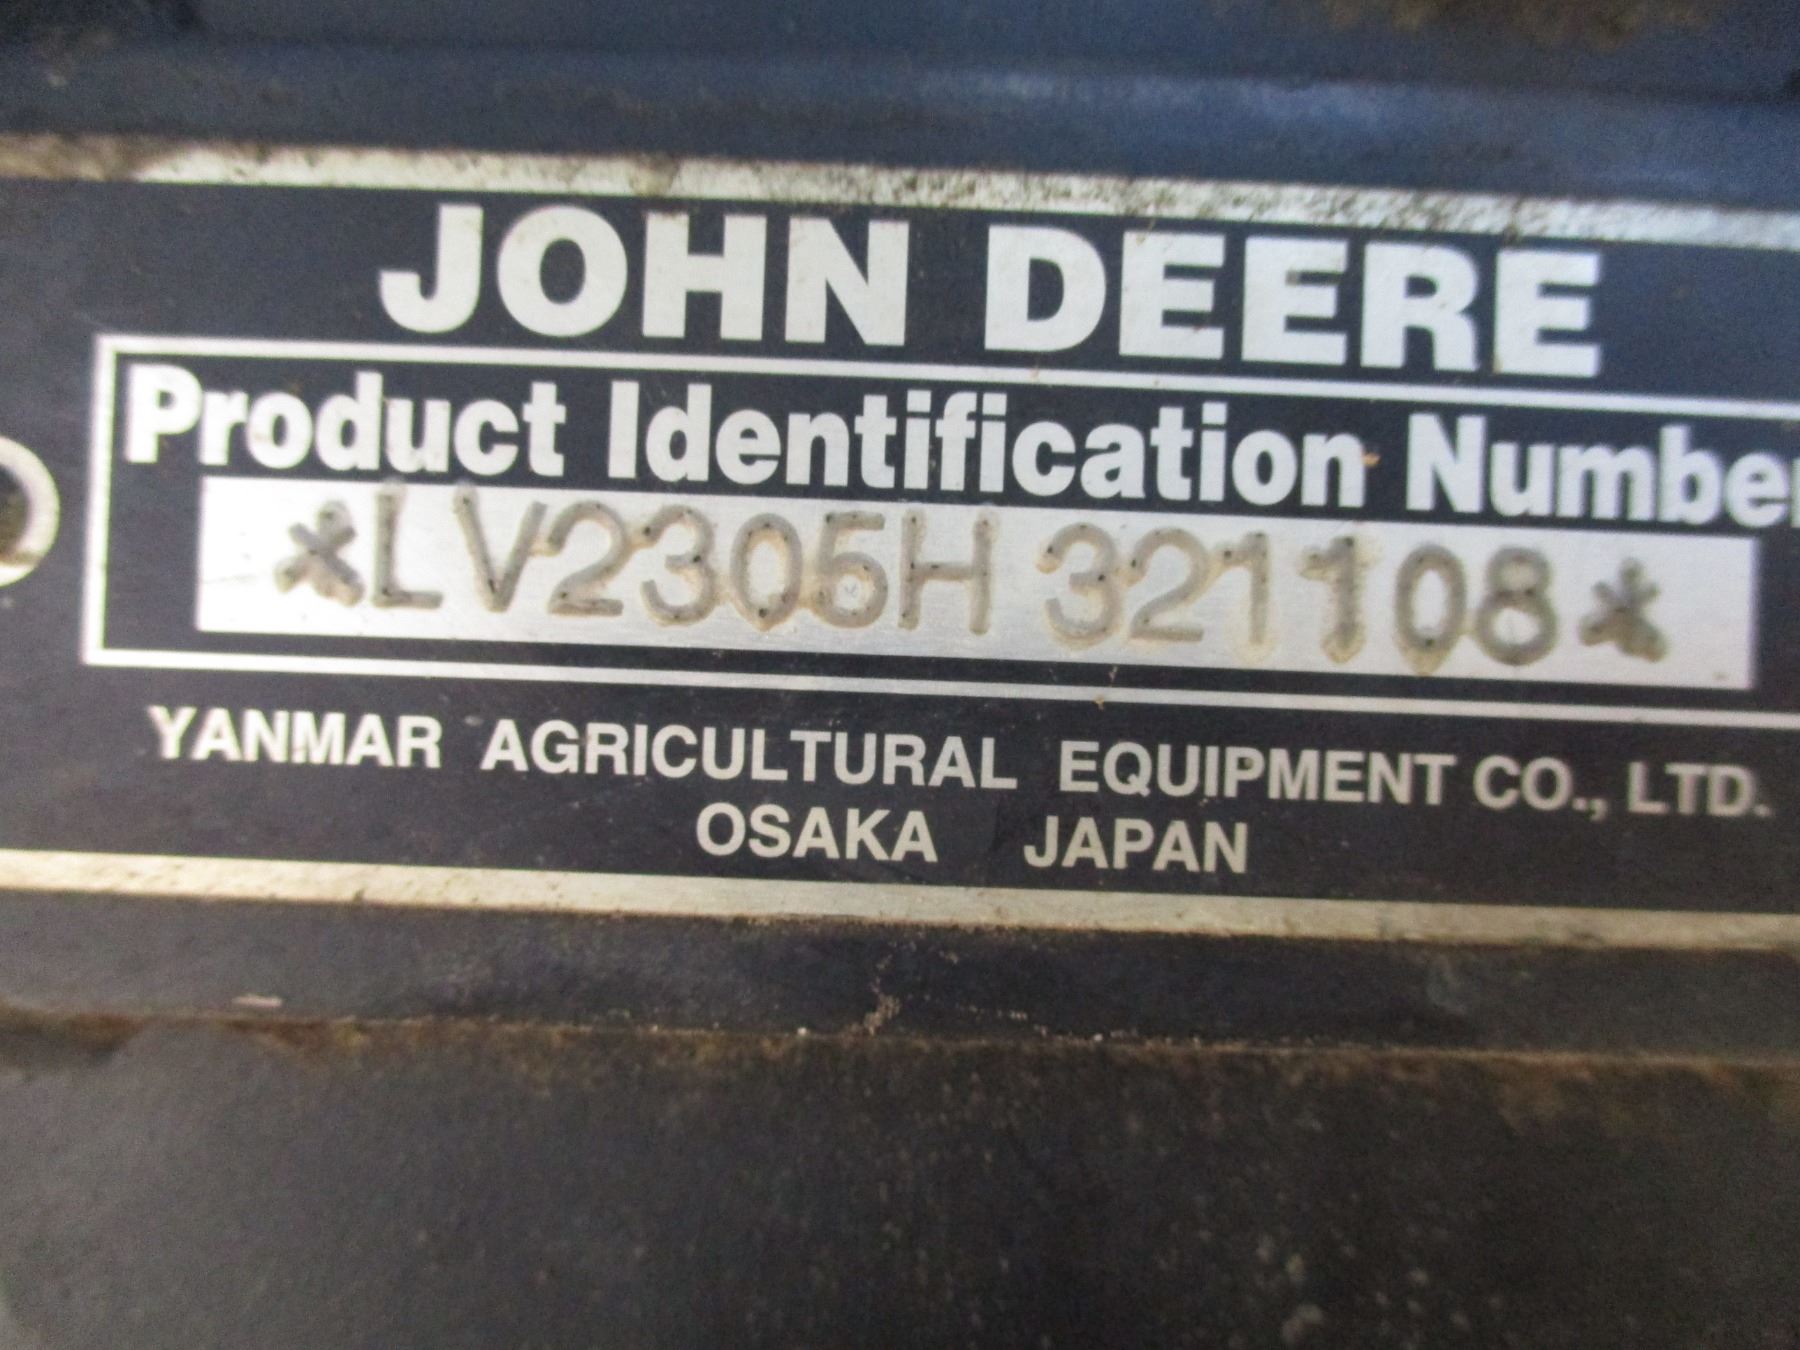 JOHN DEERE
Product Identification Number
*LV2305H 321108*
YANMAR AGRICULTURAL EQUIPMENT CO., LTD.
OSAKA JAPAN